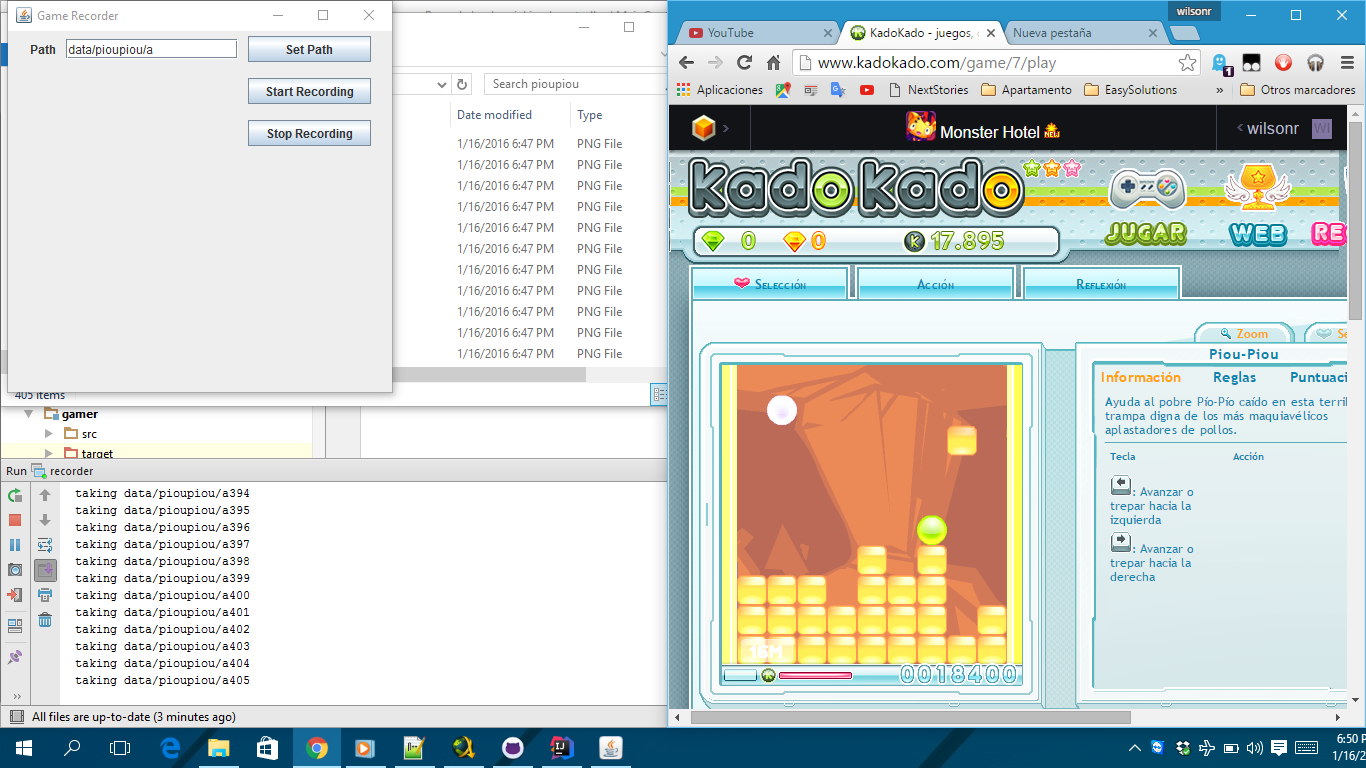 Game Recorder
Path
data/pioupiou/a
Set Path
Start Recording
Stop Recording
Search pioupiou
Date modified
Type
1/16/2016 6:47 PM PNG File
1/16/2016 6:47 PM PNG File
1/16/2016 6:47 PM PNG File
1/16/2016 6:47 PM PNG File
1/16/2016 6:47 PM PNG File
1/16/2016 6:47 PM PNG File
1/16/2016 6:47 PM PNG File
1/16/2016 6:47 PM PNG File
1/16/2016 6:47 PM PNG File
1/16/2016 6:47 PM PNG File
1/16/2016 6:47 PM PNG File
405 items
gamer
src
target
Run recorder
taking data/pioupiou/a394
taking data/pioupiou/a395
taking data/pioupiou/a396
taking data/pioupiou/a397
taking data/pioupiou/a398
taking data/pioupiou/a399
taking data/pioupiou/a400
taking data/pioupiou/a401
taking data/pioupiou/a402
taking data/pioupiou/a403
taking data/pioupiou/a404
taking data/pioupiou/a405
All files are up-to-date (3 minutes ago)
wilsonr
YouTube
KadoKado - juegos,
Nueva pestaña
www.kadokado.com/game/7/play
1
Aplicaciones
NextStories
Apartamento
EasySolutions
»
Otros marcadores
Monster Hotel NEW
wilsonr
WI
KadoKado
0
0
K 17.895
JUGAR
WEB
RE
Selección
Acción
Reflexión
Zoom
Se
Piou-Piou
Información
Reglas
Puntuaci
Ayuda al pobre Pío-Pío caído en esta terrib
trampa digna de los más maquiavélicos
aplastadores de pollos.
Tecla
Acción
: Avanzar o
trepar hacia la
izquierda
: Avanzar o
trepar hacia la
derecha
15M
0018400
6:50 P
1/16/2